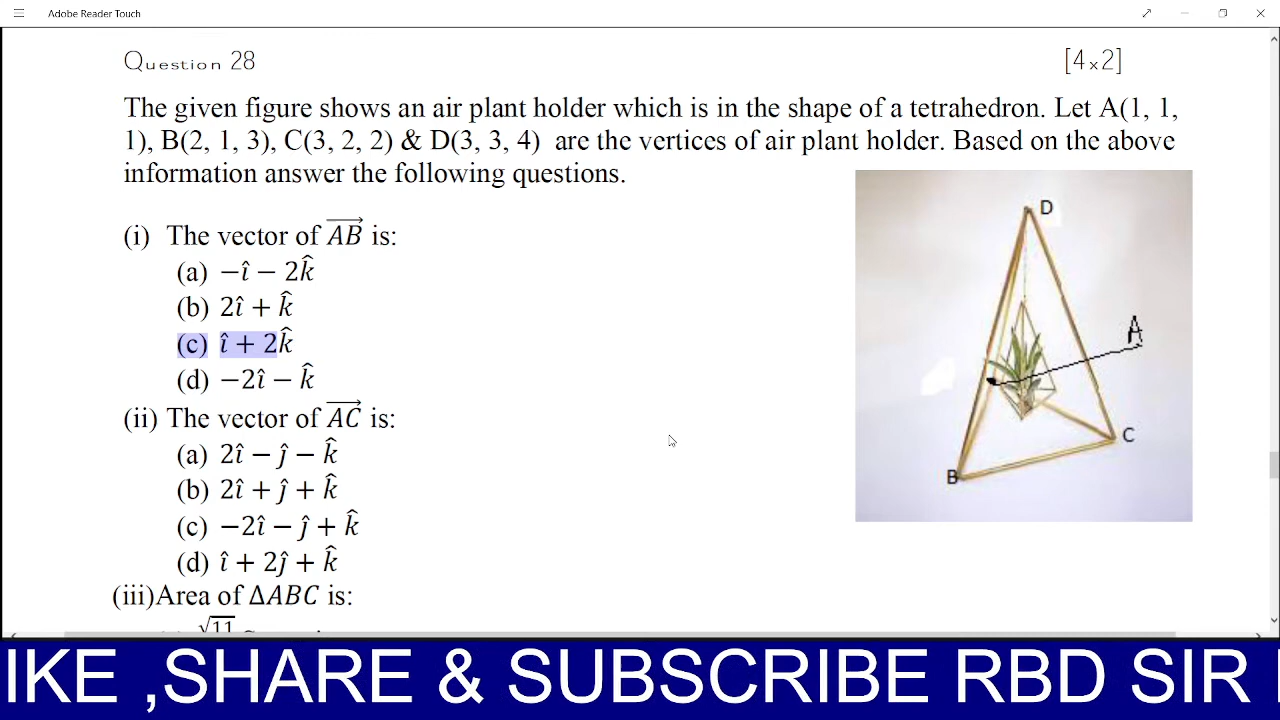 Adobe Reader Touch
Question 28 [4×2]
The given figure shows an air plant holder which is in the shape of a tetrahedron. Let A(1, 1,
1), B(2, 1, 3), C(3, 2, 2) & D(3, 3, 4) are the vertices of air plant holder. Based on the above
information answer the following questions.
D
A
C
B
(i) The vector of $\overrightarrow{AB}$ is:
(a) −î − 2k̂
(b) 2î + k̂
(c) î + 2k̂
(d) −2î − k̂
(ii) The vector of $\overrightarrow{AC}$ is:
(a) 2î − ĵ − k̂
(b) 2î + ĵ + k̂
(c) −2î − ĵ + k̂
(d) î + 2ĵ + k̂
(iii)Area of ΔABC is:
√11
IKE ,SHARE & SUBSCRIBE RBD SIR